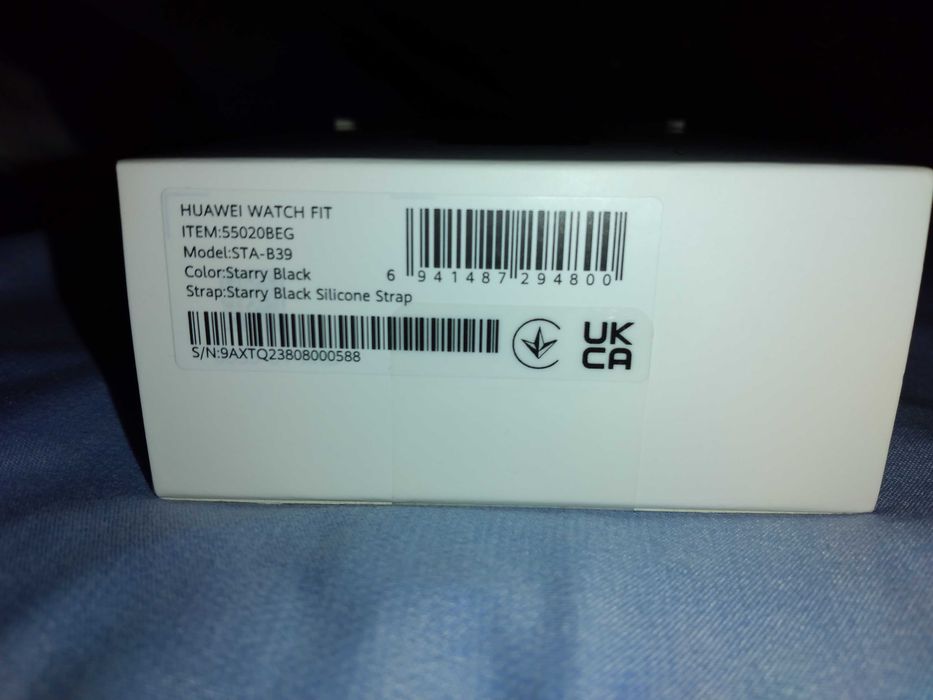 HUAWEI WATCH FIT
ITEM:55020BEG
Model:STA-B39
Color:Starry Black
Strap:Starry Black Silicone Strap
6 941487 294800
S/N:9AXTQ23808000588
UK
CA